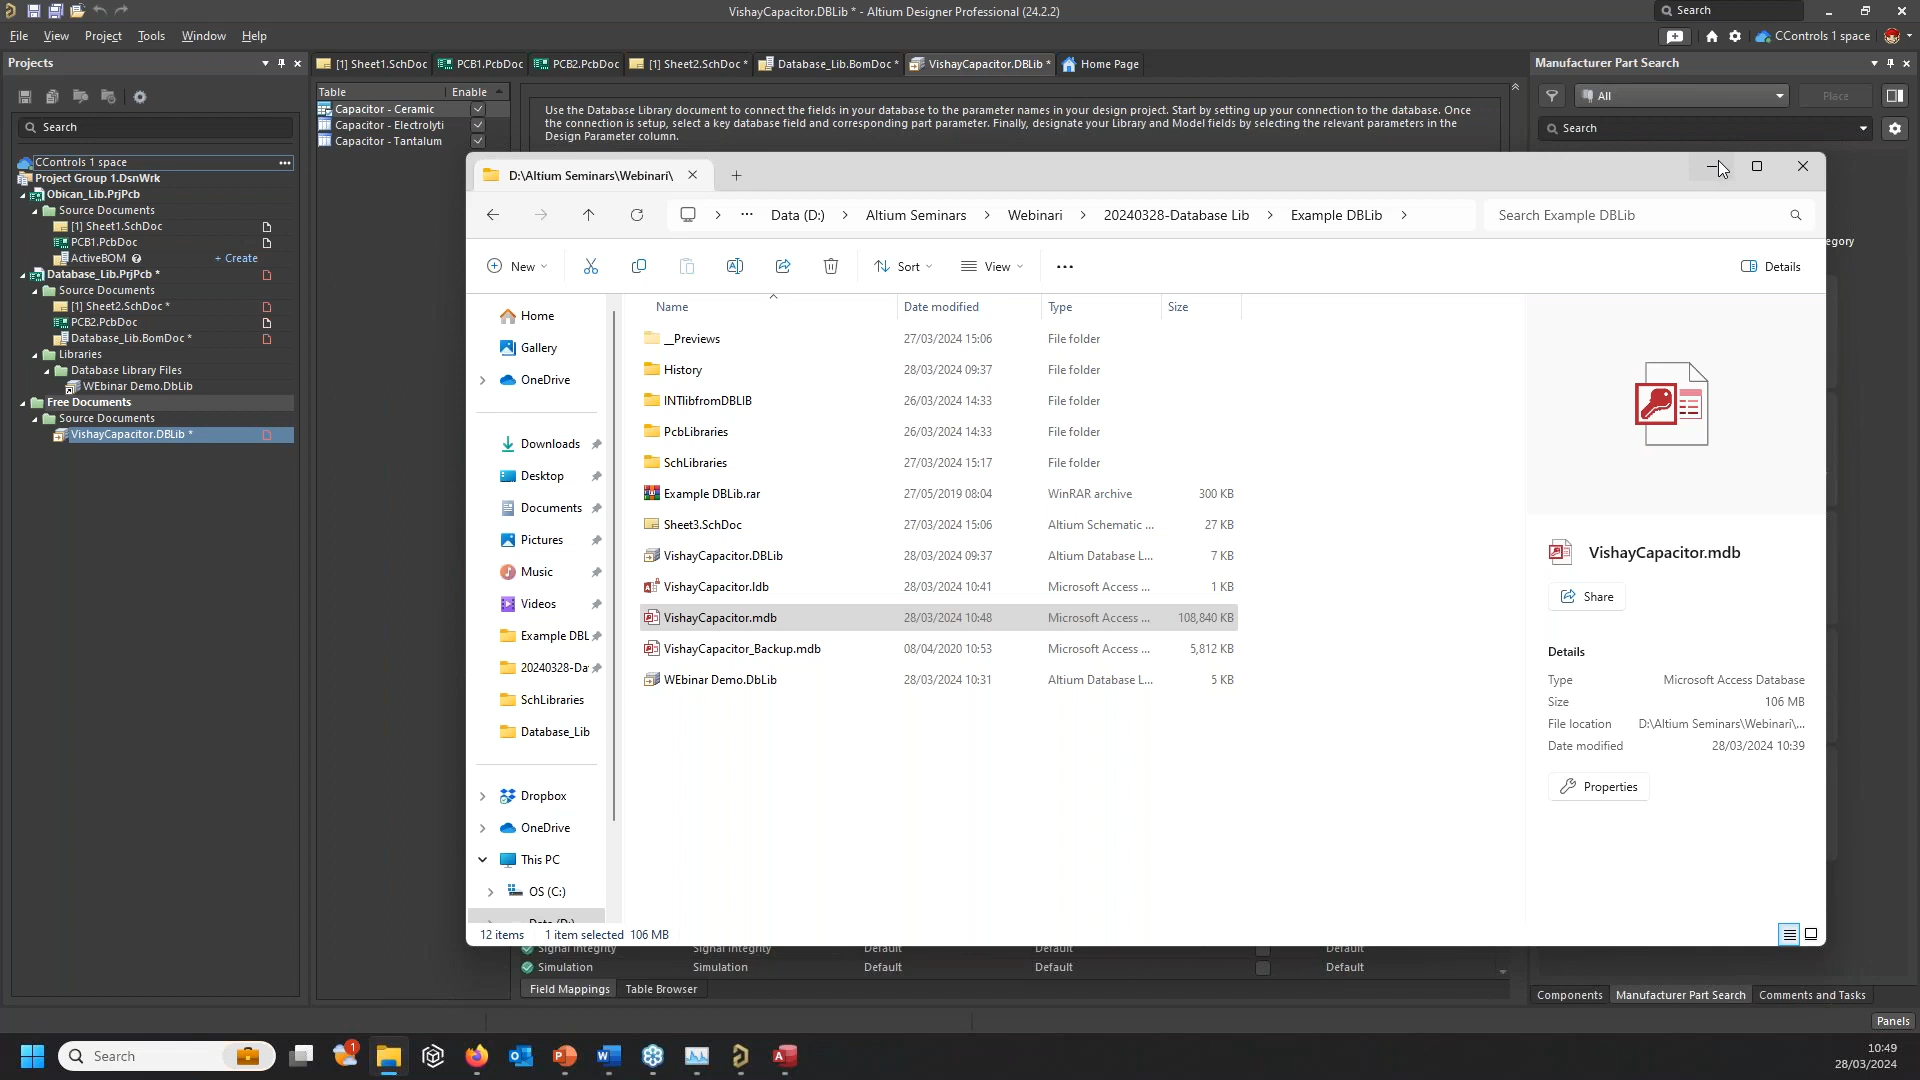 VishayCapacitor.DBLib * - Altium Designer Professional (24.2.2)
Search
File View Project Tools Window Help
CControls 1 space
Projects
[1] Sheet1.SchDoc PCB1.PcbDoc PCB2.PcbDoc [1] Sheet2.SchDoc * Database_Lib.BomDoc * VishayCapacitor.DBLib * Home Page
Manufacturer Part Search
All
Place
Search
Search
Table Enable
Capacitor - Ceramic
Capacitor - Electrolyti
Capacitor - Tantalum
Use the Database Library document to connect the fields in your database to the parameter names in your design project. Start by setting up your connection to the database. Once
the connection is setup, select a key database field and corresponding part parameter. Finally, designate your Library and Model fields by selecting the relevant parameters in the
Design Parameter column.
CControls 1 space
Project Group 1.DsnWrk
Obican_Lib.PrjPcb
Source Documents
[1] Sheet1.SchDoc
PCB1.PcbDoc
ActiveBOM + Create
Database_Lib.PrjPcb *
Source Documents
[1] Sheet2.SchDoc *
PCB2.PcbDoc
Database_Lib.BomDoc *
Libraries
Database Library Files
WEbinar Demo.DbLib
Free Documents
Source Documents
VishayCapacitor.DBLib *
D:\Altium Seminars\Webinari\
Data (D:) > Altium Seminars > Webinari > 20240328-Database Lib > Example DBLib >
Search Example DBLib
egory
New Sort View Details
Home
Gallery
OneDrive
Downloads
Desktop
Documents
Pictures
Music
Videos
Example DBL
20240328-Da
SchLibraries
Database_Lib
Dropbox
OneDrive
This PC
OS (C:)
Data (D:)
Name Date modified Type Size
__Previews 27/03/2024 15:06 File folder
History 28/03/2024 09:37 File folder
INTlibfromDBLIB 26/03/2024 14:33 File folder
PcbLibraries 26/03/2024 14:33 File folder
SchLibraries 27/03/2024 15:17 File folder
Example DBLib.rar 27/05/2019 08:04 WinRAR archive 300 KB
Sheet3.SchDoc 27/03/2024 15:06 Altium Schematic ... 27 KB
VishayCapacitor.DBLib 28/03/2024 09:37 Altium Database L... 7 KB
VishayCapacitor.ldb 28/03/2024 10:41 Microsoft Access ... 1 KB
VishayCapacitor.mdb 28/03/2024 10:48 Microsoft Access ... 108,840 KB
VishayCapacitor_Backup.mdb 08/04/2020 10:53 Microsoft Access ... 5,812 KB
WEbinar Demo.DbLib 28/03/2024 10:31 Altium Database L... 5 KB
VishayCapacitor.mdb
Share
Details
Type Microsoft Access Database
Size 106 MB
File location D:\Altium Seminars\Webinari\...
Date modified 28/03/2024 10:39
Properties
12 items 1 item selected 106 MB
Signal Integrity Signal Integrity Default Default Default
Simulation Simulation Default Default Default
Field Mappings Table Browser
Components Manufacturer Part Search Comments and Tasks
Panels
Search
1
10:49
28/03/2024